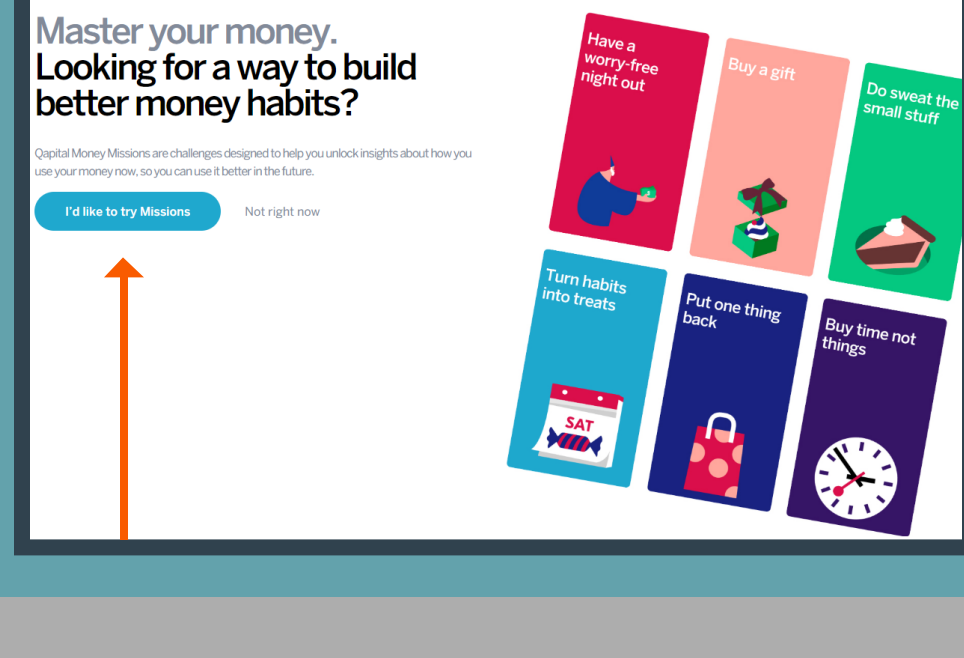 Master your money.
Looking for a way to build
better money habits?
Qapital Money Missions are challenges designed to help you unlock insights about how you
use your money now, so you can use it better in the future.
I'd like to try Missions
Not right now
Have a
worry-free
night out
Buy a gift
Do sweat the
small stuff
Turn habits
into treats
SAT
Put one thing
back
Buy time not
things